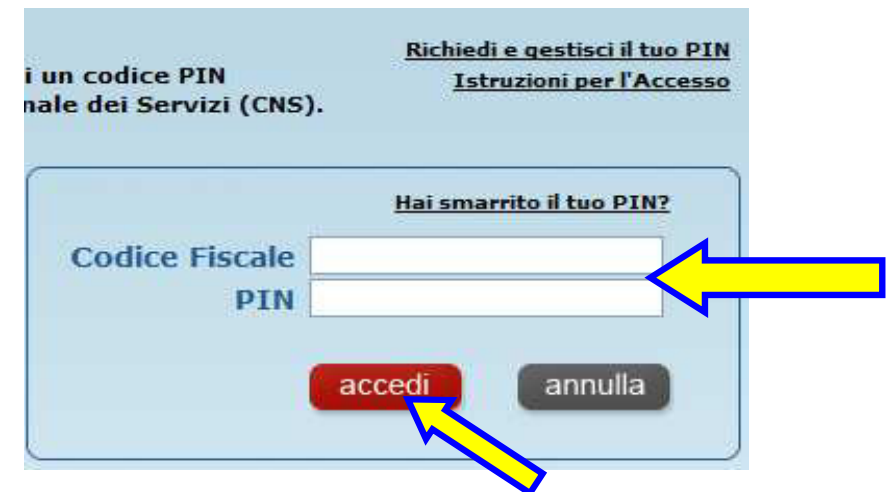 Richiedi e gestisci il tuo PIN
i un codice PIN
Istruzioni per l'Accesso
nale dei Servizi (CNS).
Hai smarrito il tuo PIN?
Codice Fiscale
PIN
accedi annulla